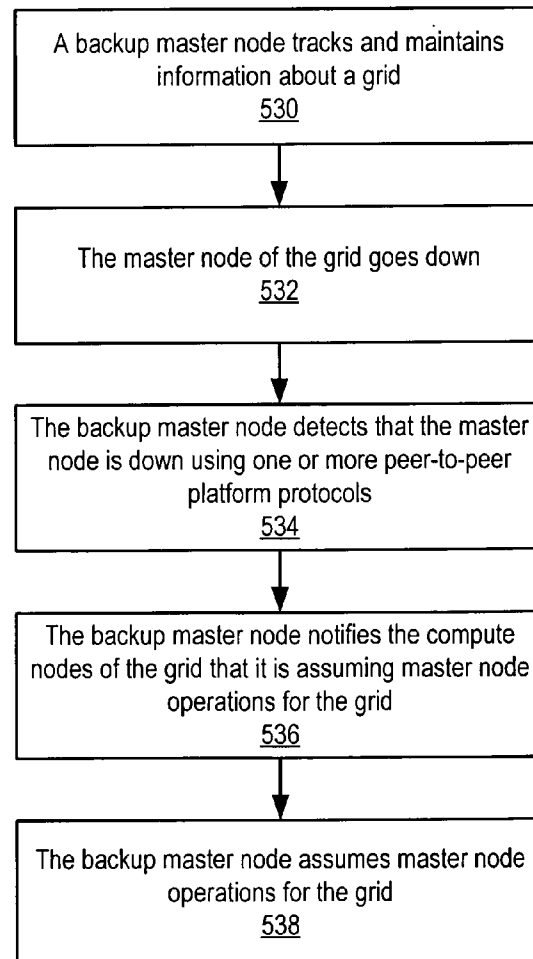 A backup master node tracks and maintains
information about a grid
530
The master node of the grid goes down
532
The backup master node detects that the master
node is down using one or more peer-to-peer
platform protocols
534
The backup master node notifies the compute
nodes of the grid that it is assuming master node
operations for the grid
536
The backup master node assumes master node
operations for the grid
538